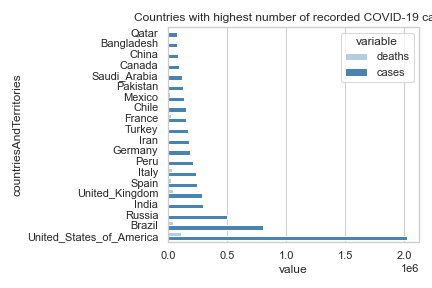 Countries with highest number of recorded COVID-19 ca
variable
deaths
cases
countriesAndTerritories
Qatar
Bangladesh
China
Canada
Saudi_Arabia
Pakistan
Mexico
Chile
France
Turkey
Iran
Germany
Peru
Italy
Spain
United_Kingdom
India
Russia
Brazil
United_States_of_America
0.0 0.5 1.0 1.5 2.0
1e6
value